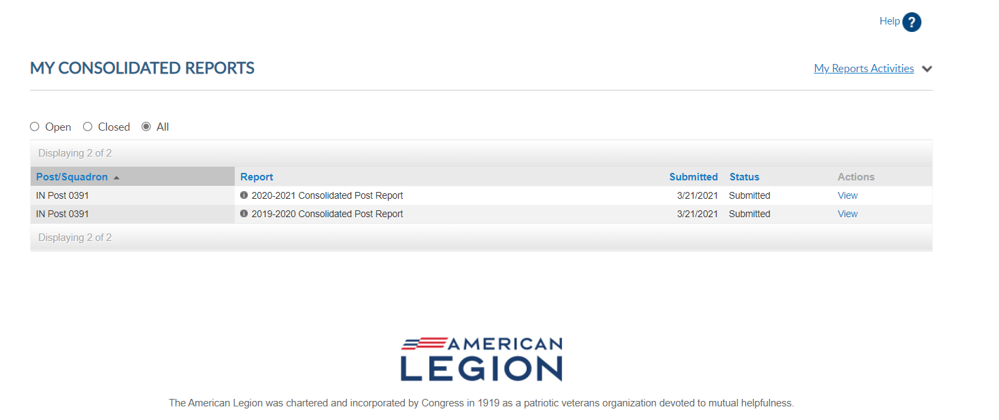 Help ?
MY CONSOLIDATED REPORTS
My Reports Activities
Open Closed All
Displaying 2 of 2
Post/Squadron Report Submitted Status Actions
IN Post 0391 2020-2021 Consolidated Post Report 3/21/2021 Submitted View
IN Post 0391 2019-2020 Consolidated Post Report 3/21/2021 Submitted View
Displaying 2 of 2
AMERICAN
LEGION
The American Legion was chartered and incorporated by Congress in 1919 as a patriotic veterans organization devoted to mutual helpfulness.